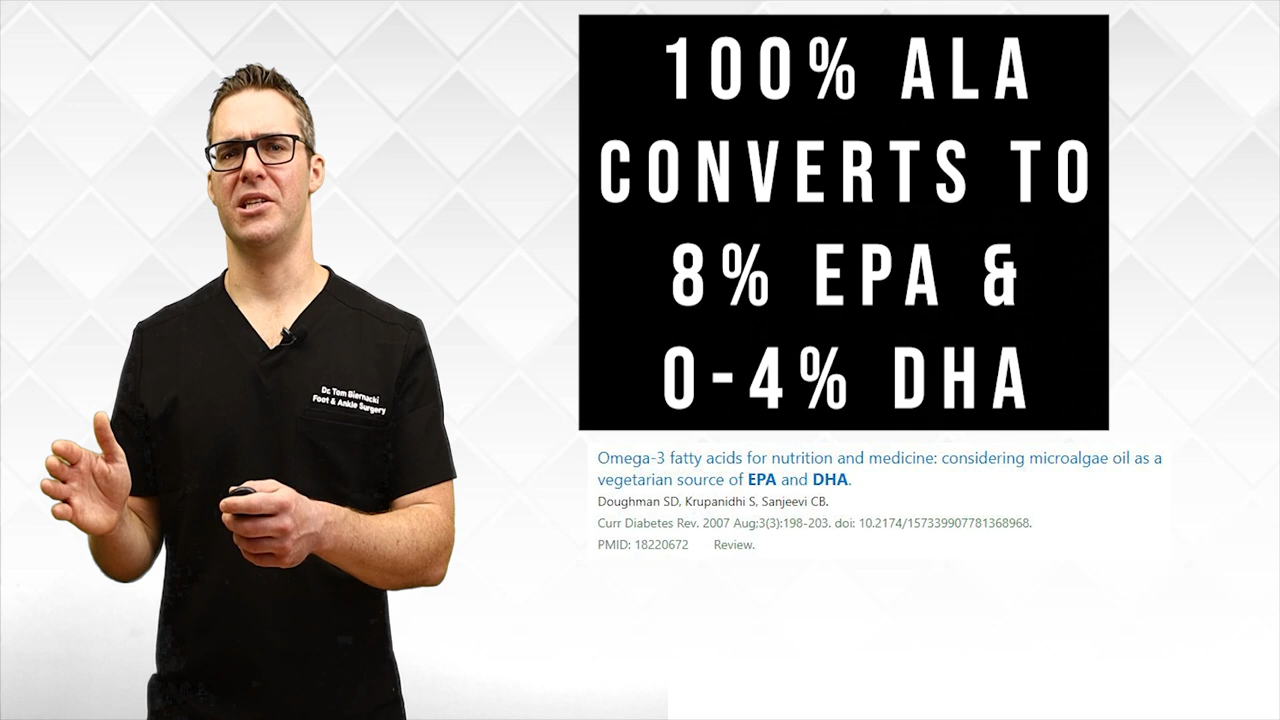 100% ALA
CONVERTS TO
8% EPA &
0-4% DHA
Omega-3 fatty acids for nutrition and medicine: considering microalgae oil as a
vegetarian source of EPA and DHA.
Doughman SD, Krupanidhi S, Sanjeevi CB.
Curr Diabetes Rev. 2007 Aug;3(3):198-203. doi: 10.2174/157339907781368968.
PMID: 18220672 Review.
Dr. Tom Biernacki
Foot & Ankle Surgery